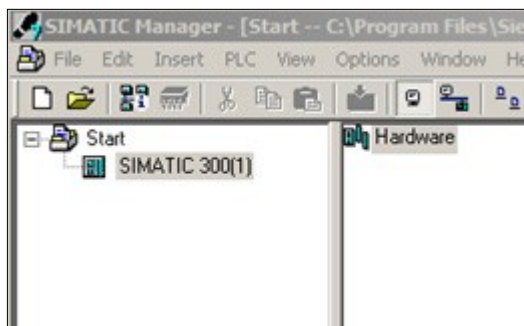 SIMATIC Manager - [Start -- C:\Program Files\Sie
File Edit Insert PLC View Options Window He
Start
SIMATIC 300(1)
Hardware